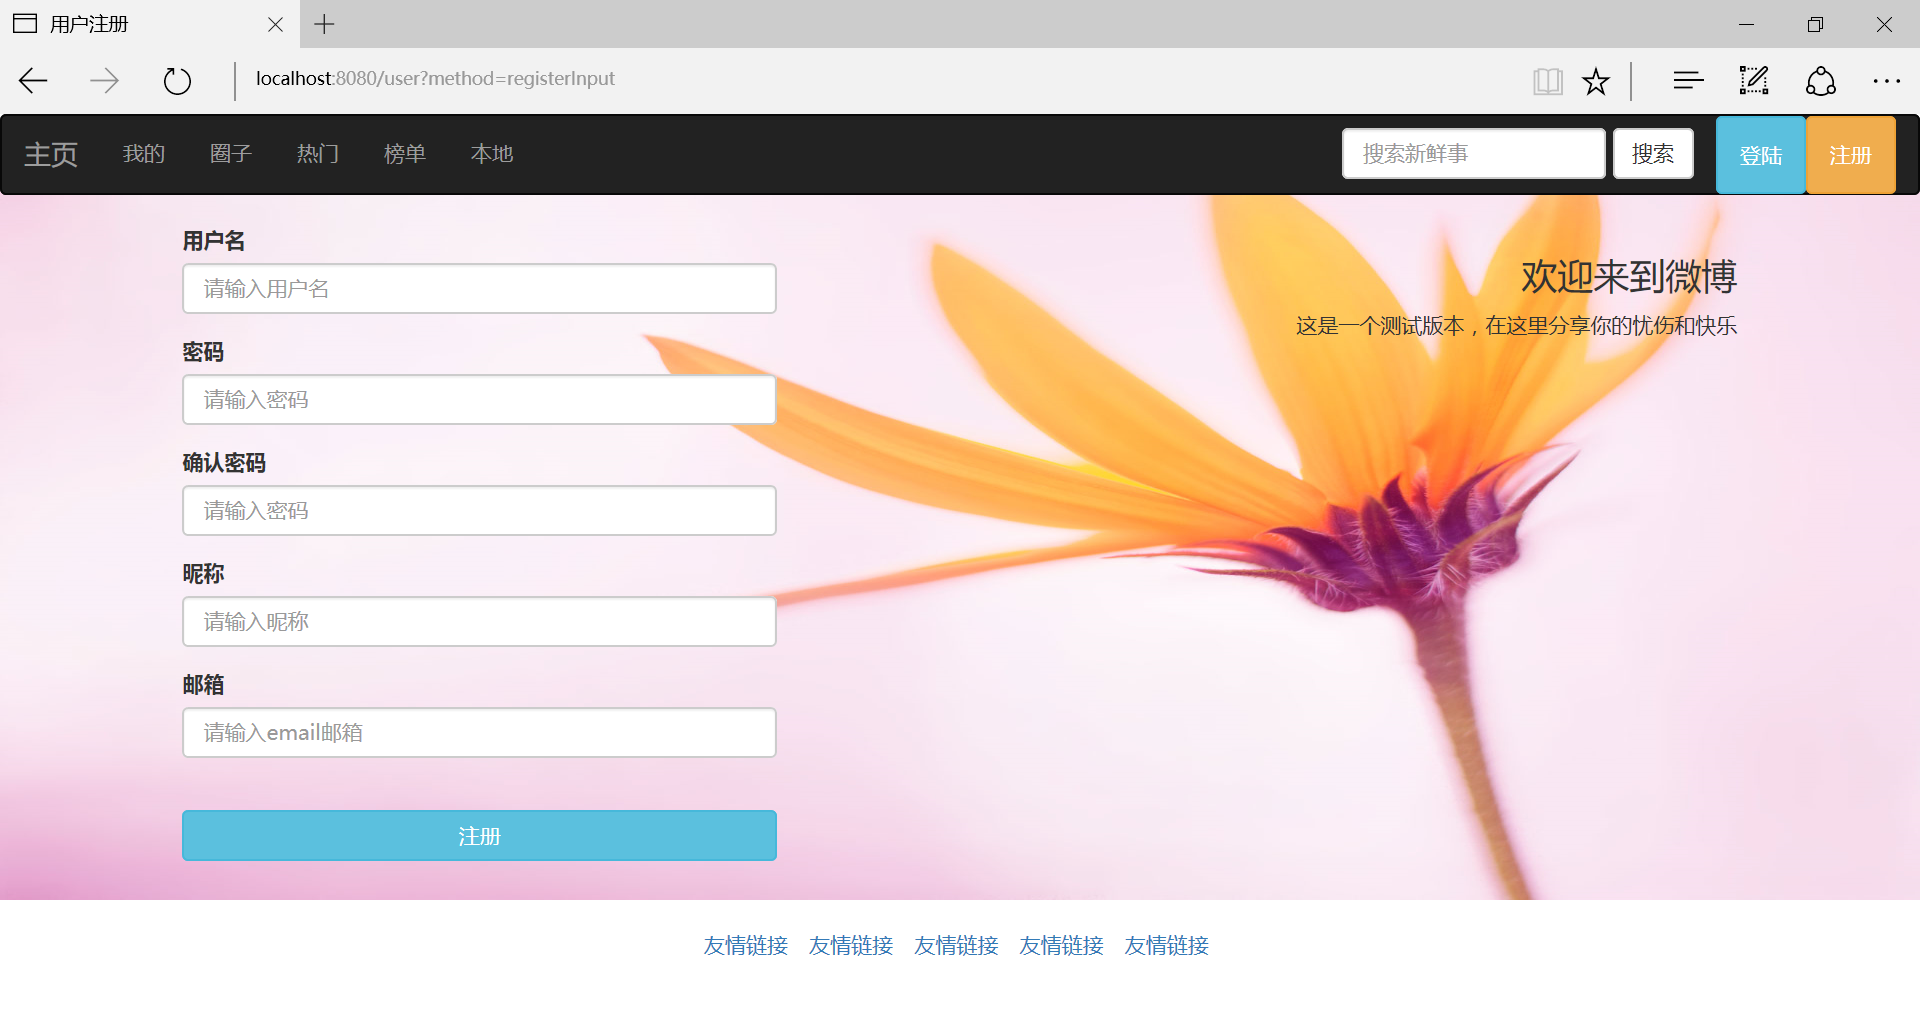 用户注册
localhost:8080/user?method=registerInput
主页 我的 圈子 热门 榜单 本地 搜索新鲜事 搜索 登陆 注册
用户名
请输入用户名
密码
请输入密码
确认密码
请输入密码
昵称
请输入昵称
邮箱
请输入email邮箱
注册
欢迎来到微博
这是一个测试版本，在这里分享你的忧伤和快乐
友情链接 友情链接 友情链接 友情链接 友情链接